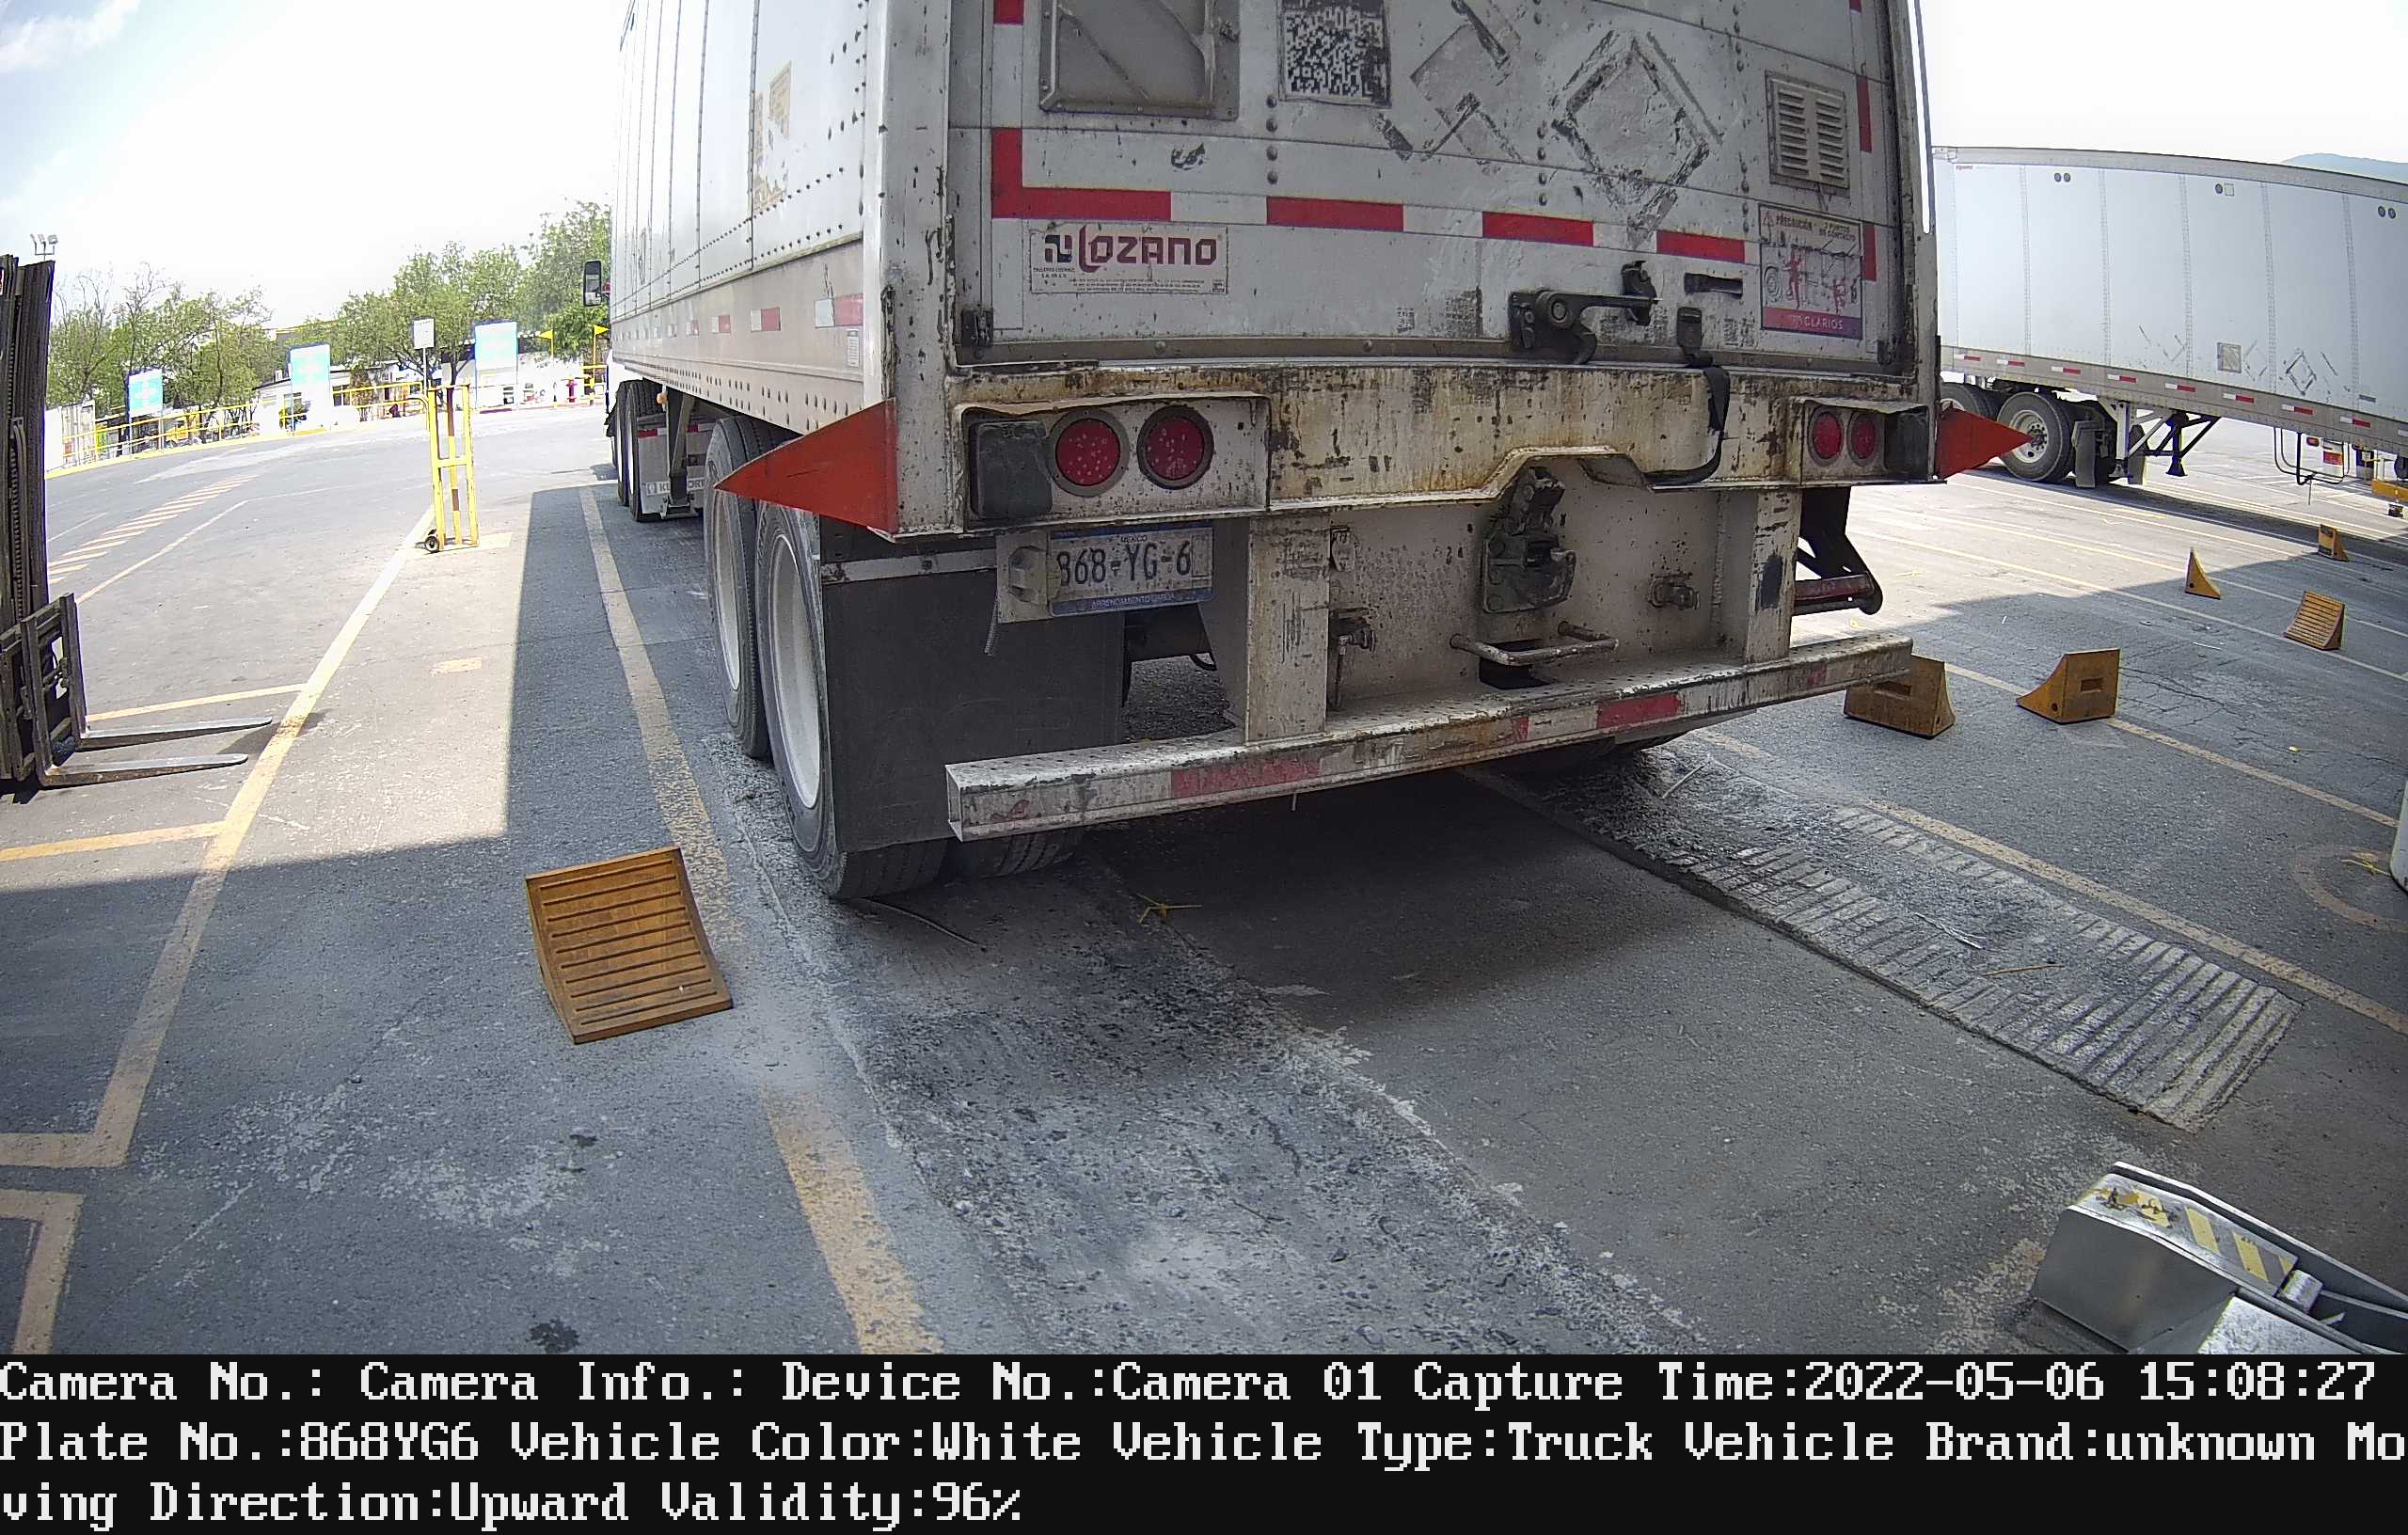 LOZANO
PRECAUCIÓN
CLARIOS
MEXICO
868-YG-6
Camera No.: Camera Info.: Device No.:Camera 01 Capture Time:2022-05-06 15:08:27
Plate No.:868YG6 Vehicle Color:White Vehicle Type:Truck Vehicle Brand:unknown Mo
ving Direction:Upward Validity:96%